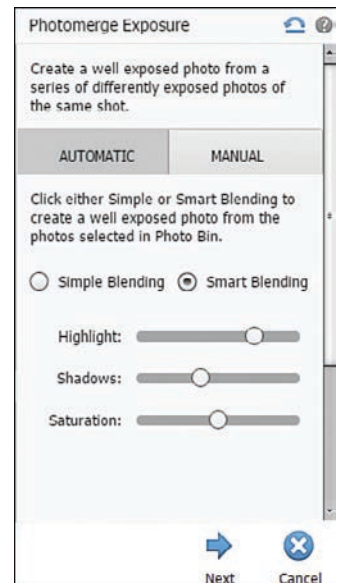 Photomerge Exposure
Create a well exposed photo from a
series of differently exposed photos of
the same shot.
AUTOMATIC MANUAL
Click either Simple or Smart Blending to
create a well exposed photo from the
photos selected in Photo Bin.
Simple Blending Smart Blending
Highlight:
Shadows:
Saturation:
Next Cancel